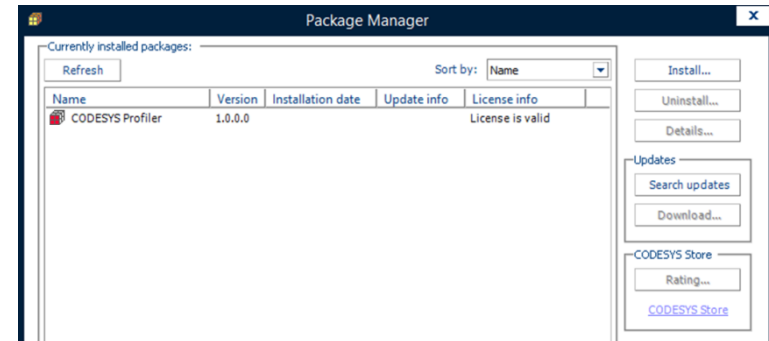 Package Manager
x
Currently installed packages:
Refresh
Sort by: Name
Name Version Installation date Update info License info
CODESYS Profiler 1.0.0.0 License is valid
Install...
Uninstall...
Details...
Updates
Search updates
Download...
CODESYS Store
Rating...
CODESYS Store